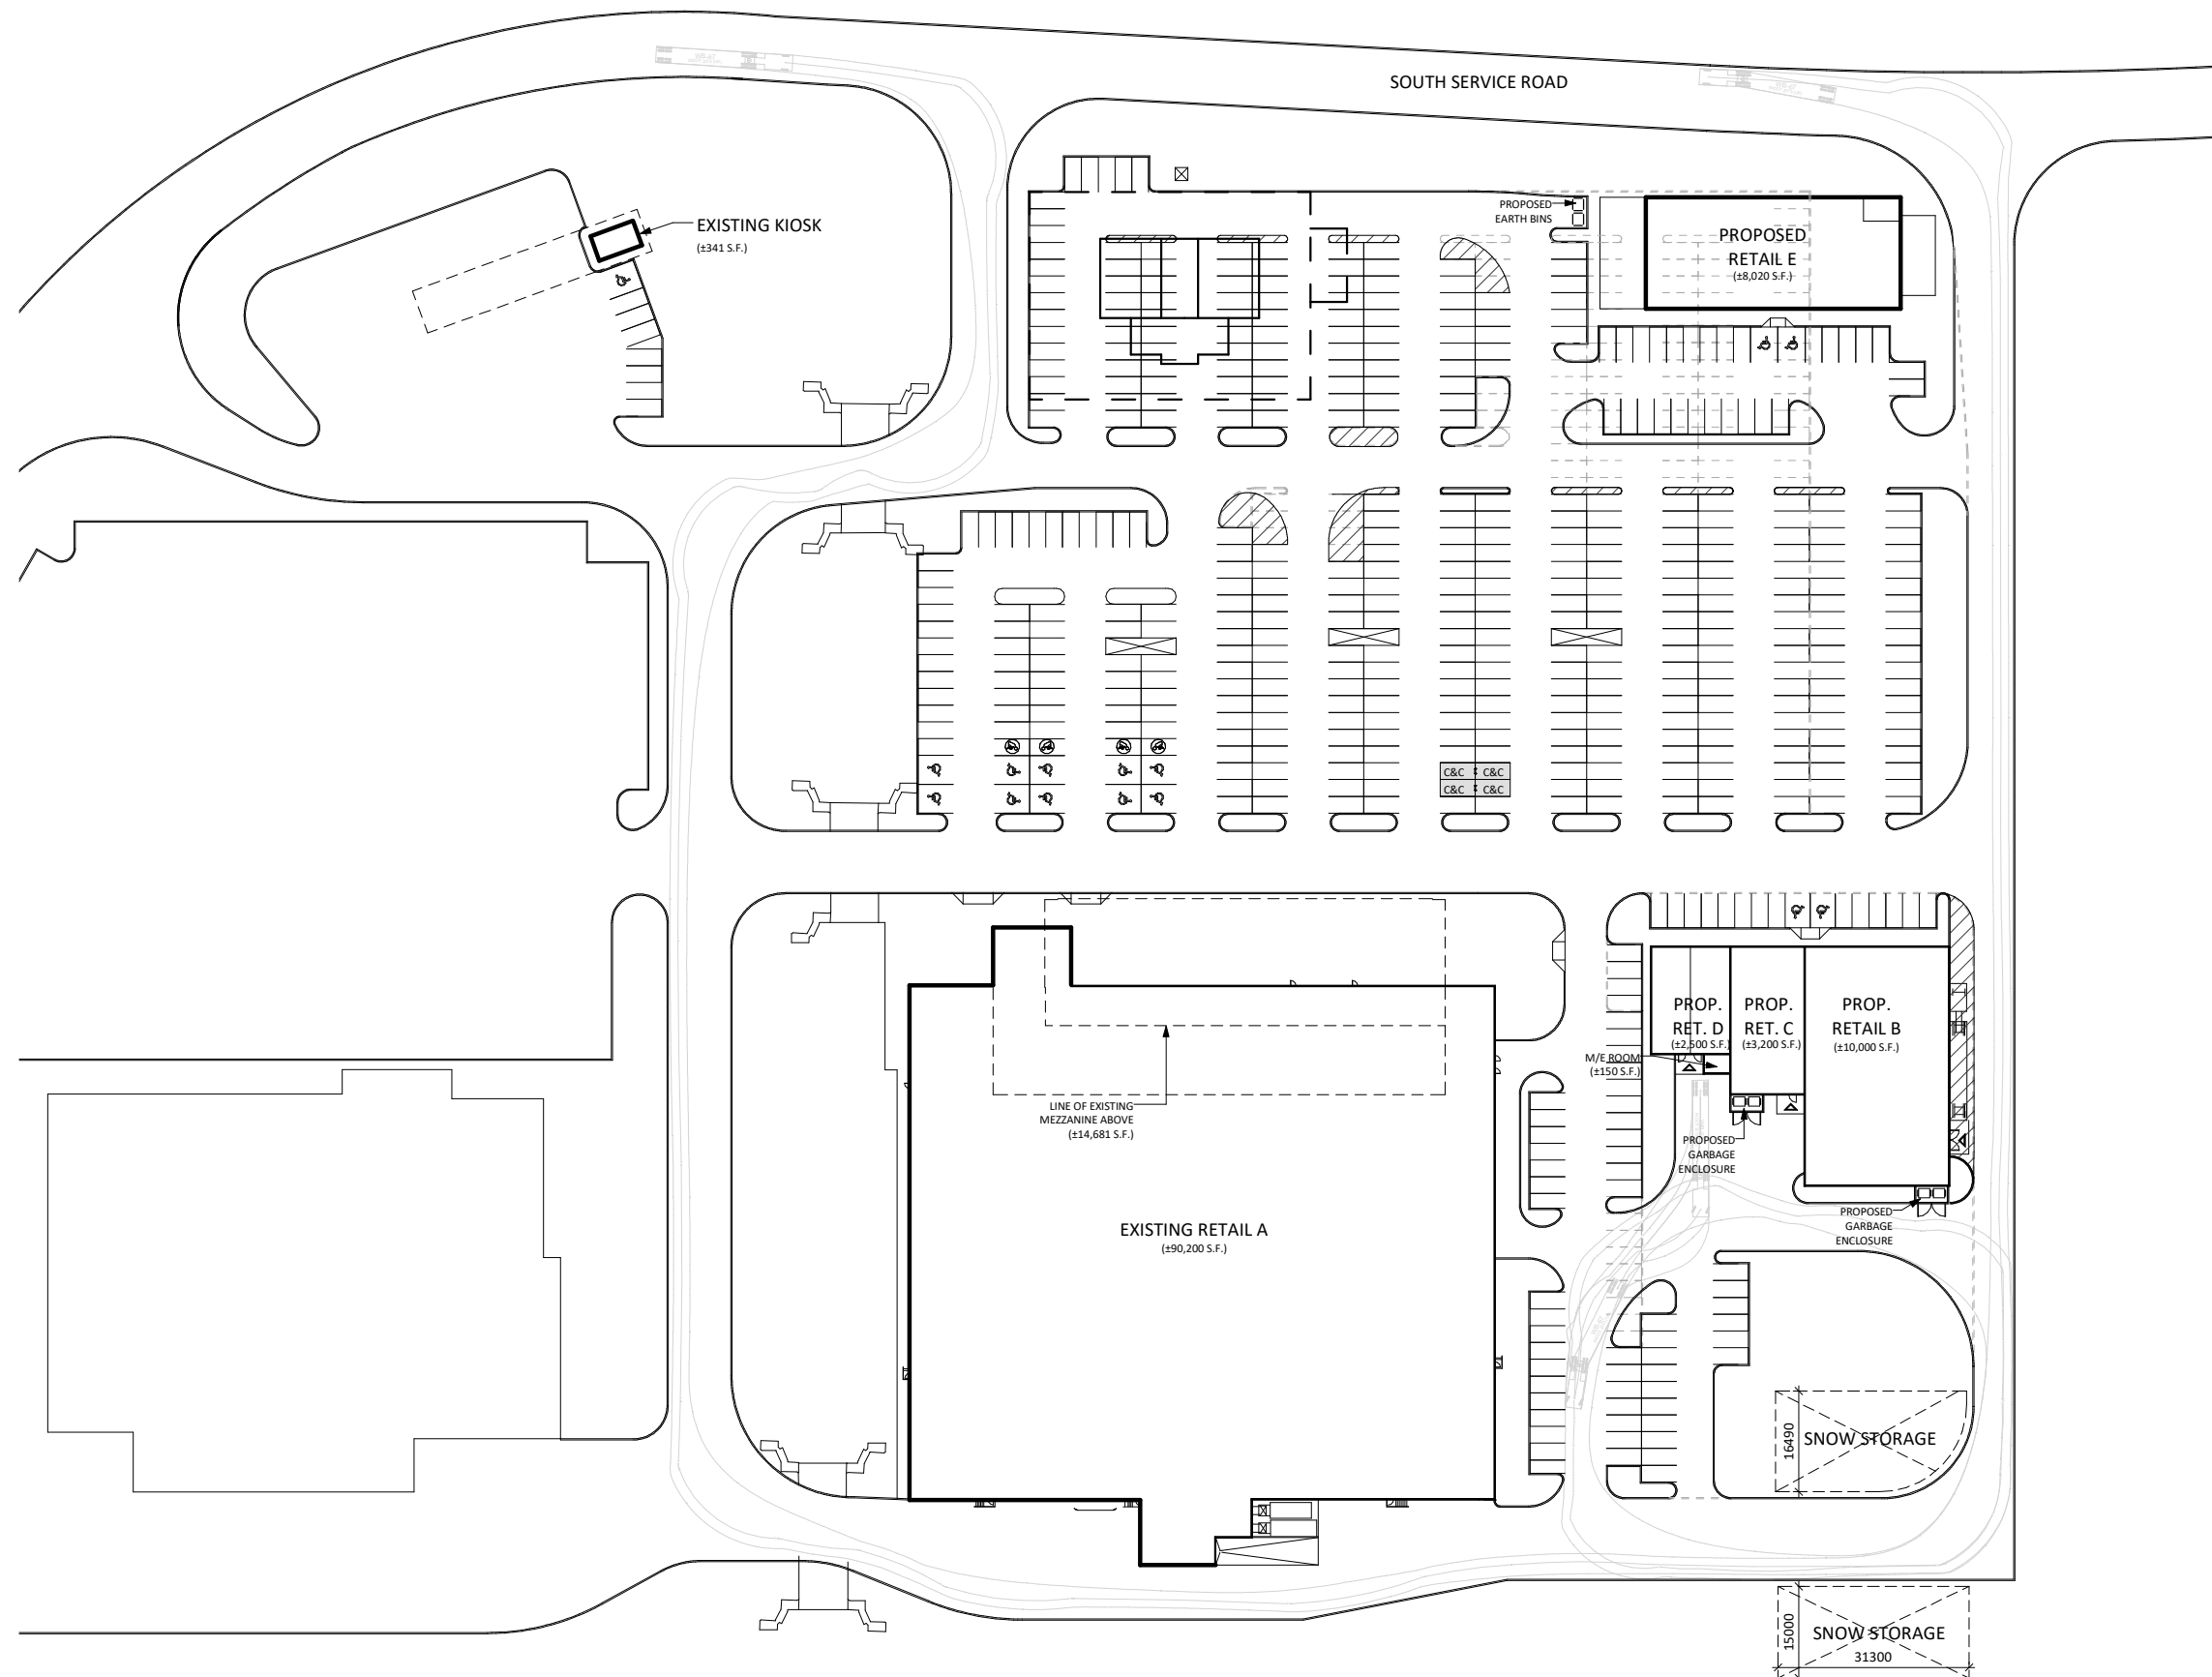 SOUTH SERVICE ROAD
EXISTING KIOSK
(±341 S.F.)
PROPOSED
EARTH BINS
PROPOSED
RETAIL E
(±8,020 S.F.)
C&C C&C
C&C C&C
PROP.
RET. D
(±2,500 S.F.)
PROP.
RET. C
(±3,200 S.F.)
PROP.
RETAIL B
(±10,000 S.F.)
M/E ROOM
(±150 S.F.)
LINE OF EXISTING
MEZZANINE ABOVE
(±14,681 S.F.)
PROPOSED
GARBAGE
ENCLOSURE
PROPOSED
GARBAGE
ENCLOSURE
EXISTING RETAIL A
(±90,200 S.F.)
16490
SNOW STORAGE
15000
SNOW STORAGE
31300